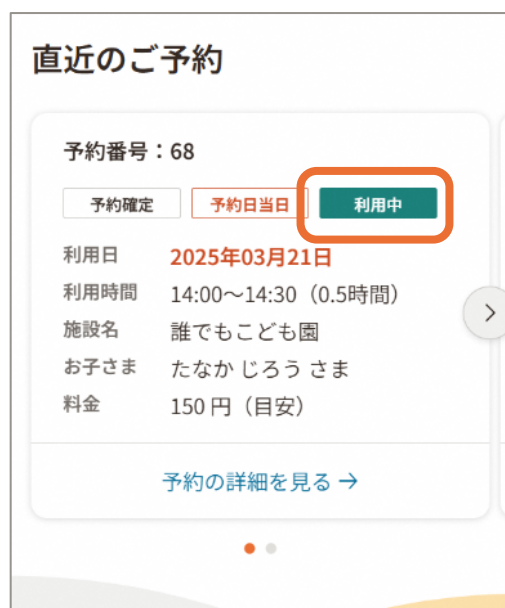 直近のご予約
予約番号：68
予約確定 予約日当日 利用中
利用日 2025年03月21日
利用時間 14:00～14:30（0.5時間）
施設名 誰でもこども園
お子さま たなか じろう さま
料金 150 円（目安）
予約の詳細を見る →